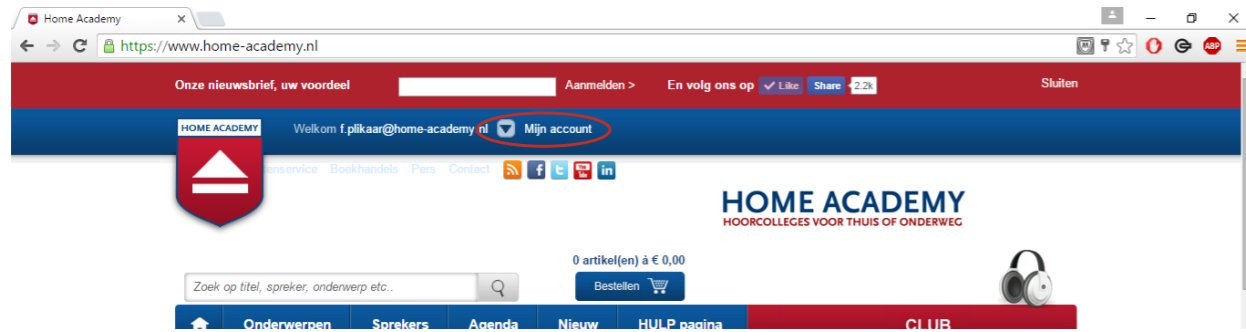 Home Academy
https://www.home-academy.nl
ABP
Onze nieuwsbrief, uw voordeel Aanmelden > En volg ons op Like Share 2.2k Sluiten
HOME ACADEMY Welkom f.plikaar@home-academy.nl Mijn account
enservice Boekhandels Pers Contact
HOME ACADEMY
HOORCOLLEGES VOOR THUIS OF ONDERWEG
0 artikel(en) à € 0,00
Zoek op titel, spreker, onderwerp etc.. Bestellen
Onderwerpen Sprekers Agenda Nieuw HULP pagina CLUB